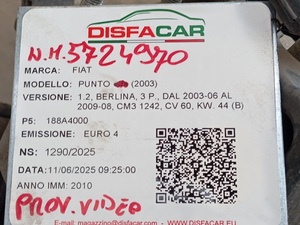 DISFACAR
N.M.5724970
MARCA: FIAT
MODELLO: PUNTO (2003)
VERSIONE: 1.2, BERLINA, 3 P., DAL 2003-06 AL
2009-08, CM3 1242, CV 60, KW. 44 (B)
P5: 188A4000
EMISSIONE: EURO 4
NS: 1290/2025
DATA: 11/06/2025 09:25:00
ANNO IMM: 2010
PROV. VIDEO
E-mail: magazzino@disfacar.eu WWW.DISFACAR.EU